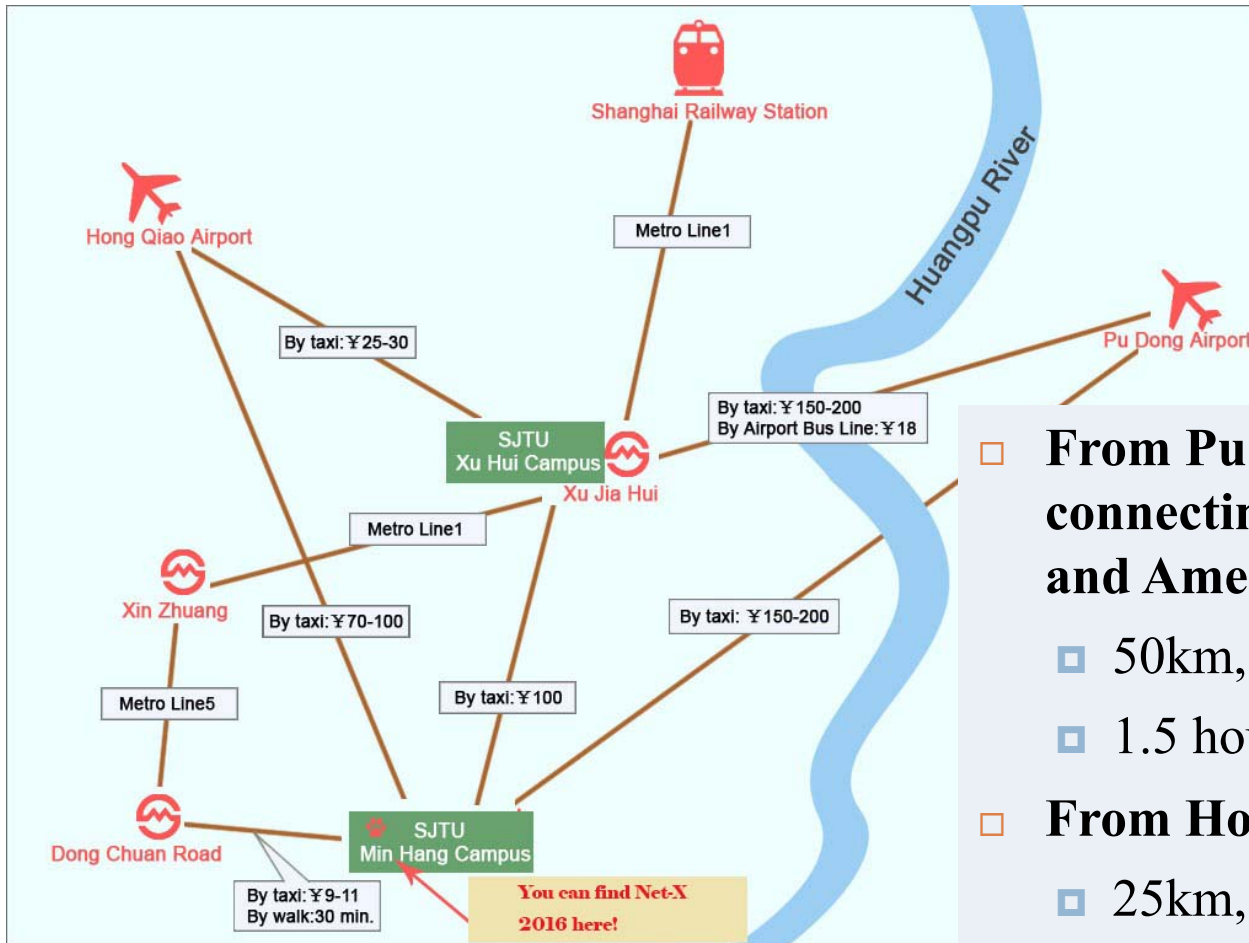 Shanghai Railway Station
Hong Qiao Airport
Metro Line1
Huangpu River
Pu Dong Airport
By taxi:¥25-30
By taxi:¥150-200
By Airport Bus Line:¥18
SJTU
Xu Hui Campus
Xu Jia Hui
Metro Line1
Xin Zhuang
By taxi:¥70-100
By taxi: ¥150-200
Metro Line5
By taxi:¥100
Dong Chuan Road
SJTU
Min Hang Campus
By taxi:¥9-11
By walk:30 min.
You can find Net-X
2016 here!
From Pu
connectin
and Ame
50km,
1.5 hou
From Ho
25km,